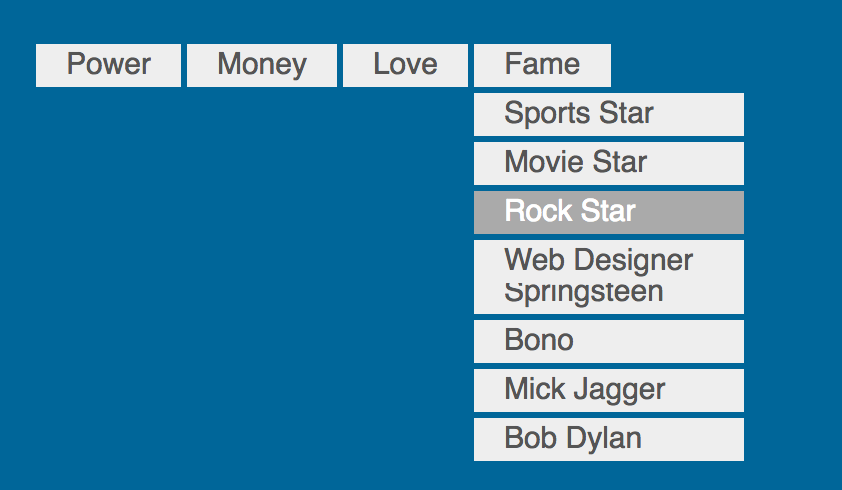 Power Money Love Fame
Sports Star
Movie Star
Rock Star
Web Designer
Springsteen
Bono
Mick Jagger
Bob Dylan